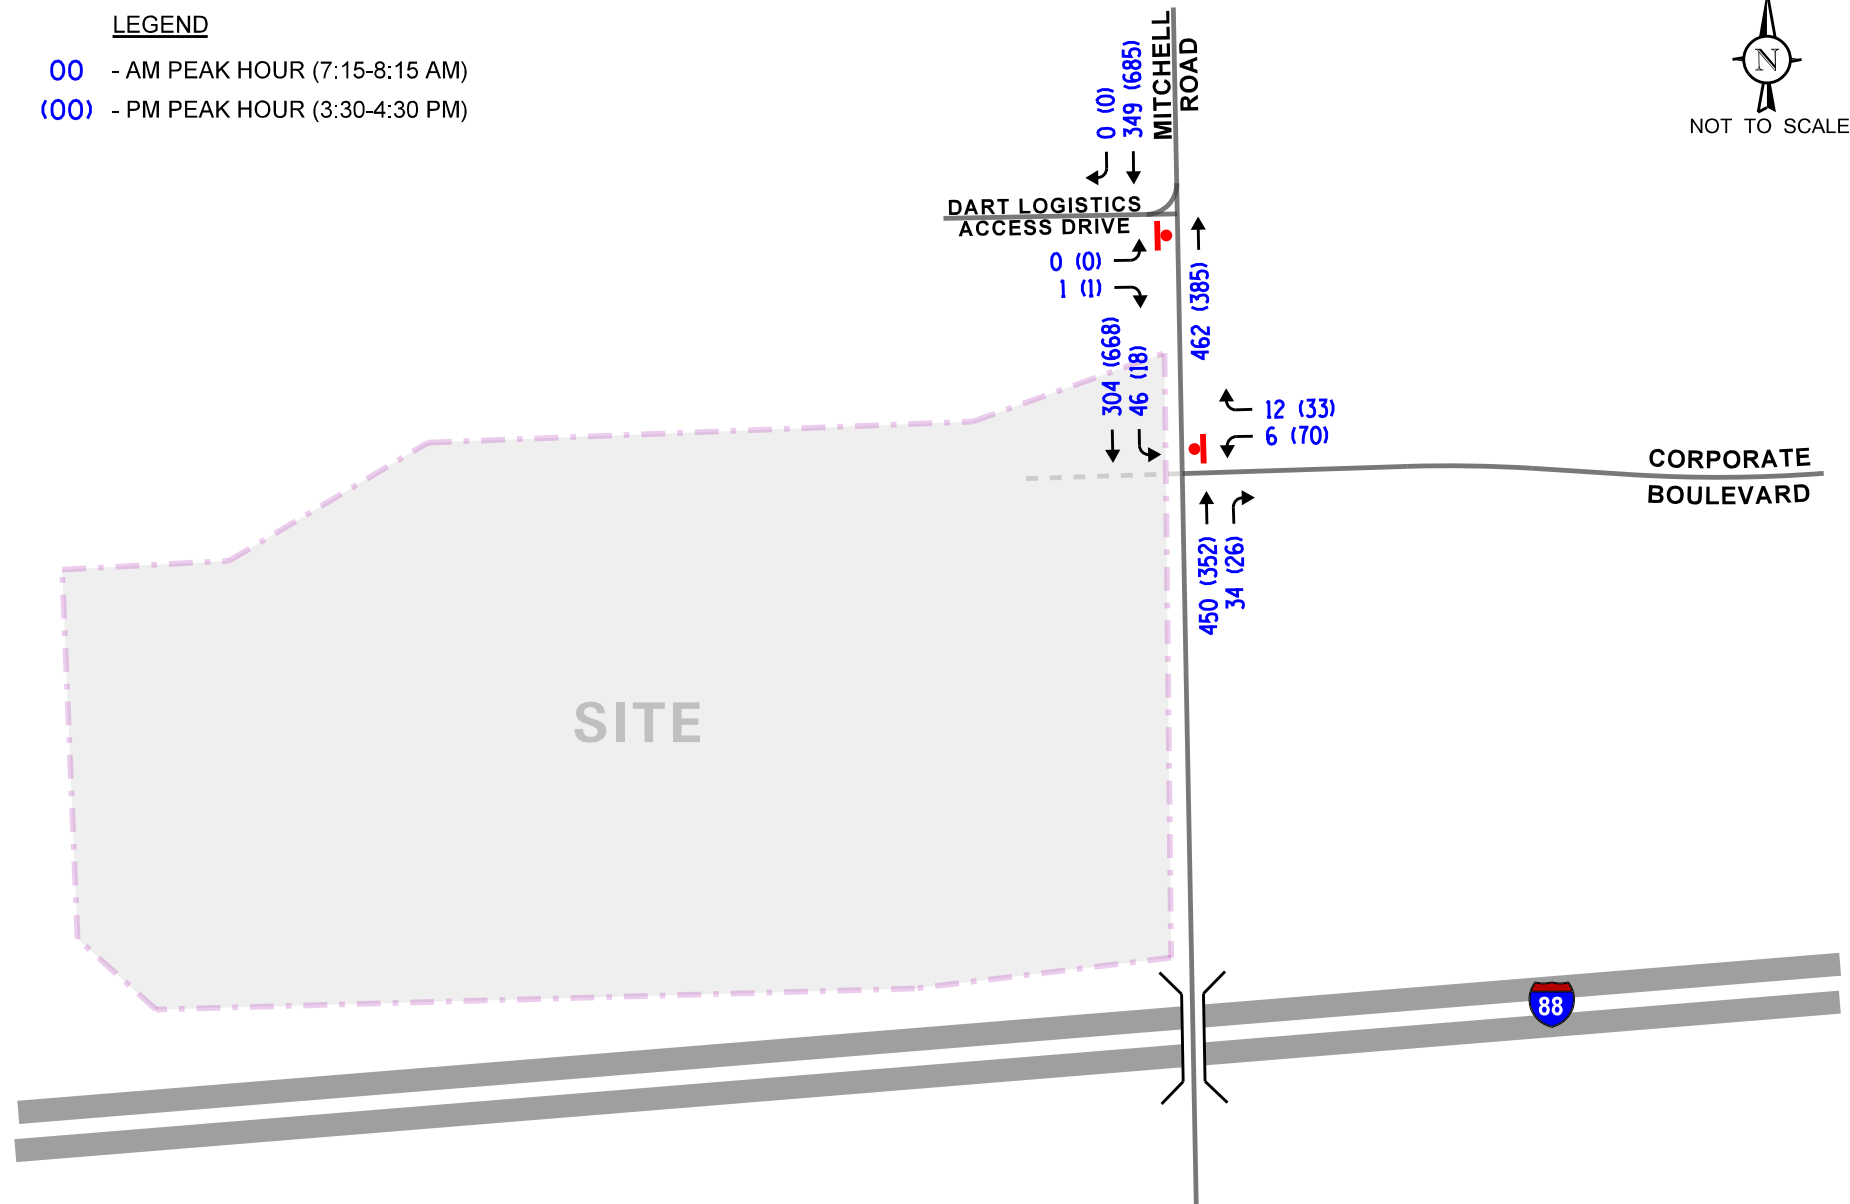 LEGEND
00 - AM PEAK HOUR (7:15-8:15 AM)
(00) - PM PEAK HOUR (3:30-4:30 PM)
N
NOT TO SCALE
MITCHELL
ROAD
0 (0)
349 (685)
DART LOGISTICS
ACCESS DRIVE
0 (0)
1 (1)
462 (385)
304 (668)
46 (18)
12 (33)
6 (70)
CORPORATE
BOULEVARD
450 (352)
34 (26)
SITE
88